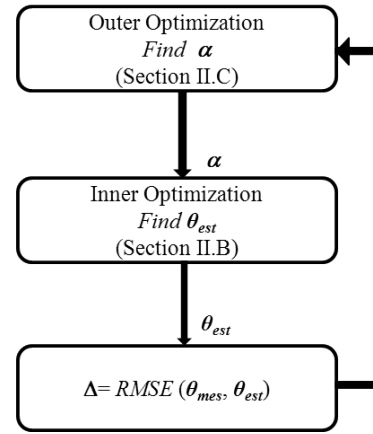 Outer Optimization
Find α
(Section II.C)
α
Inner Optimization
Find θest
(Section II.B)
θest
Δ= RMSE (θmes, θest)